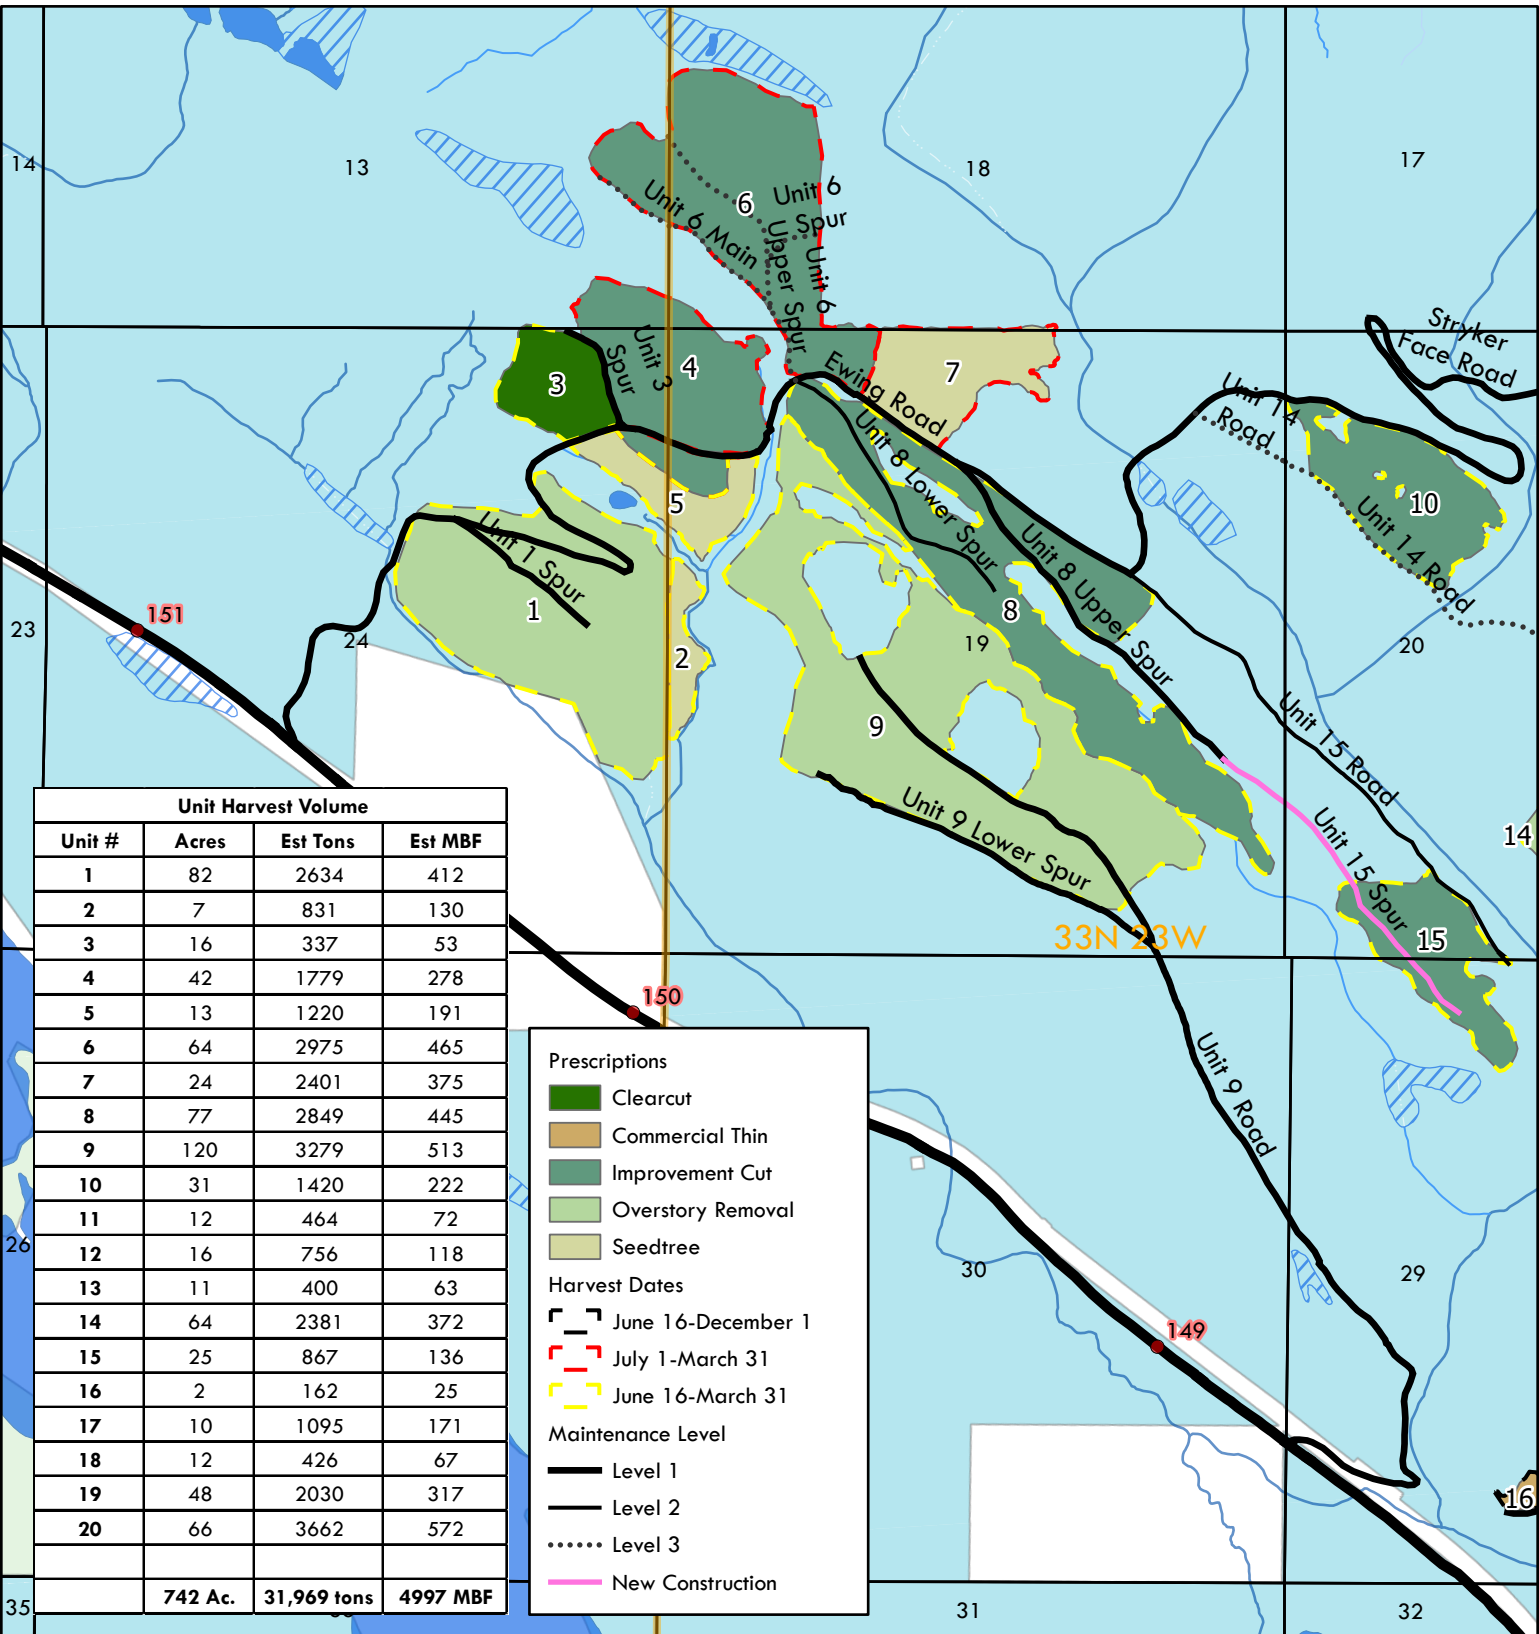 14
13
18
17
6
Unit 6
Spur
Unit 6 Main
Upper Spur
Unit 6
Stryker
Face Road
3
Unit 3
Spur
4
Ewing Road
7
Unit 14
Road
10
Unit 14 Road
5
Unit 8 Lower Spur
Unit 8 Upper Spur
8
Unit 1 Spur
1
151
23
24
2
19
20
9
Unit 9 Lower Spur
Unit 15 Road
Unit 15 Spur
14
15
33N 23W
150
Unit 9 Road
26
30
29
149
16
35
31
32
Unit Harvest Volume
Unit # Acres Est Tons Est MBF
1 82 2634 412
2 7 831 130
3 16 337 53
4 42 1779 278
5 13 1220 191
6 64 2975 465
7 24 2401 375
8 77 2849 445
9 120 3279 513
10 31 1420 222
11 12 464 72
12 16 756 118
13 11 400 63
14 64 2381 372
15 25 867 136
16 2 162 25
17 10 1095 171
18 12 426 67
19 48 2030 317
20 66 3662 572
742 Ac. 31,969 tons 4997 MBF
Prescriptions
Clearcut
Commercial Thin
Improvement Cut
Overstory Removal
Seedtree
Harvest Dates
June 16-December 1
July 1-March 31
June 16-March 31
Maintenance Level
Level 1
Level 2
Level 3
New Construction